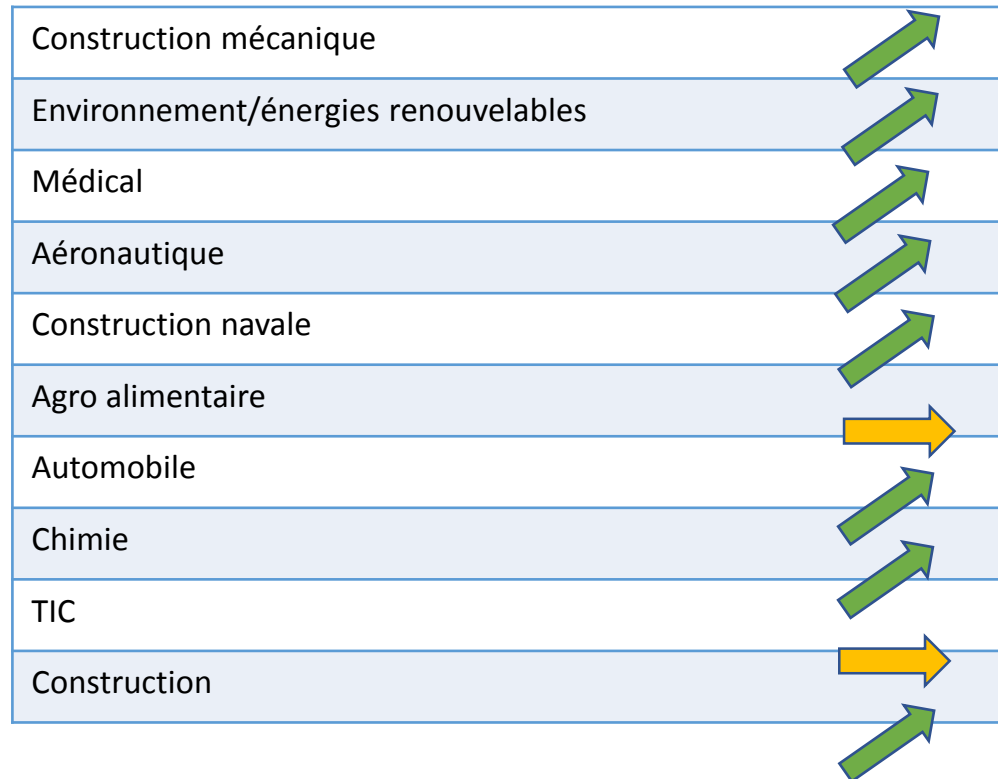 Construction mécanique
Environnement/énergies renouvelables
Médical
Aéronautique
Construction navale
Agro alimentaire
Automobile
Chimie
TIC
Construction